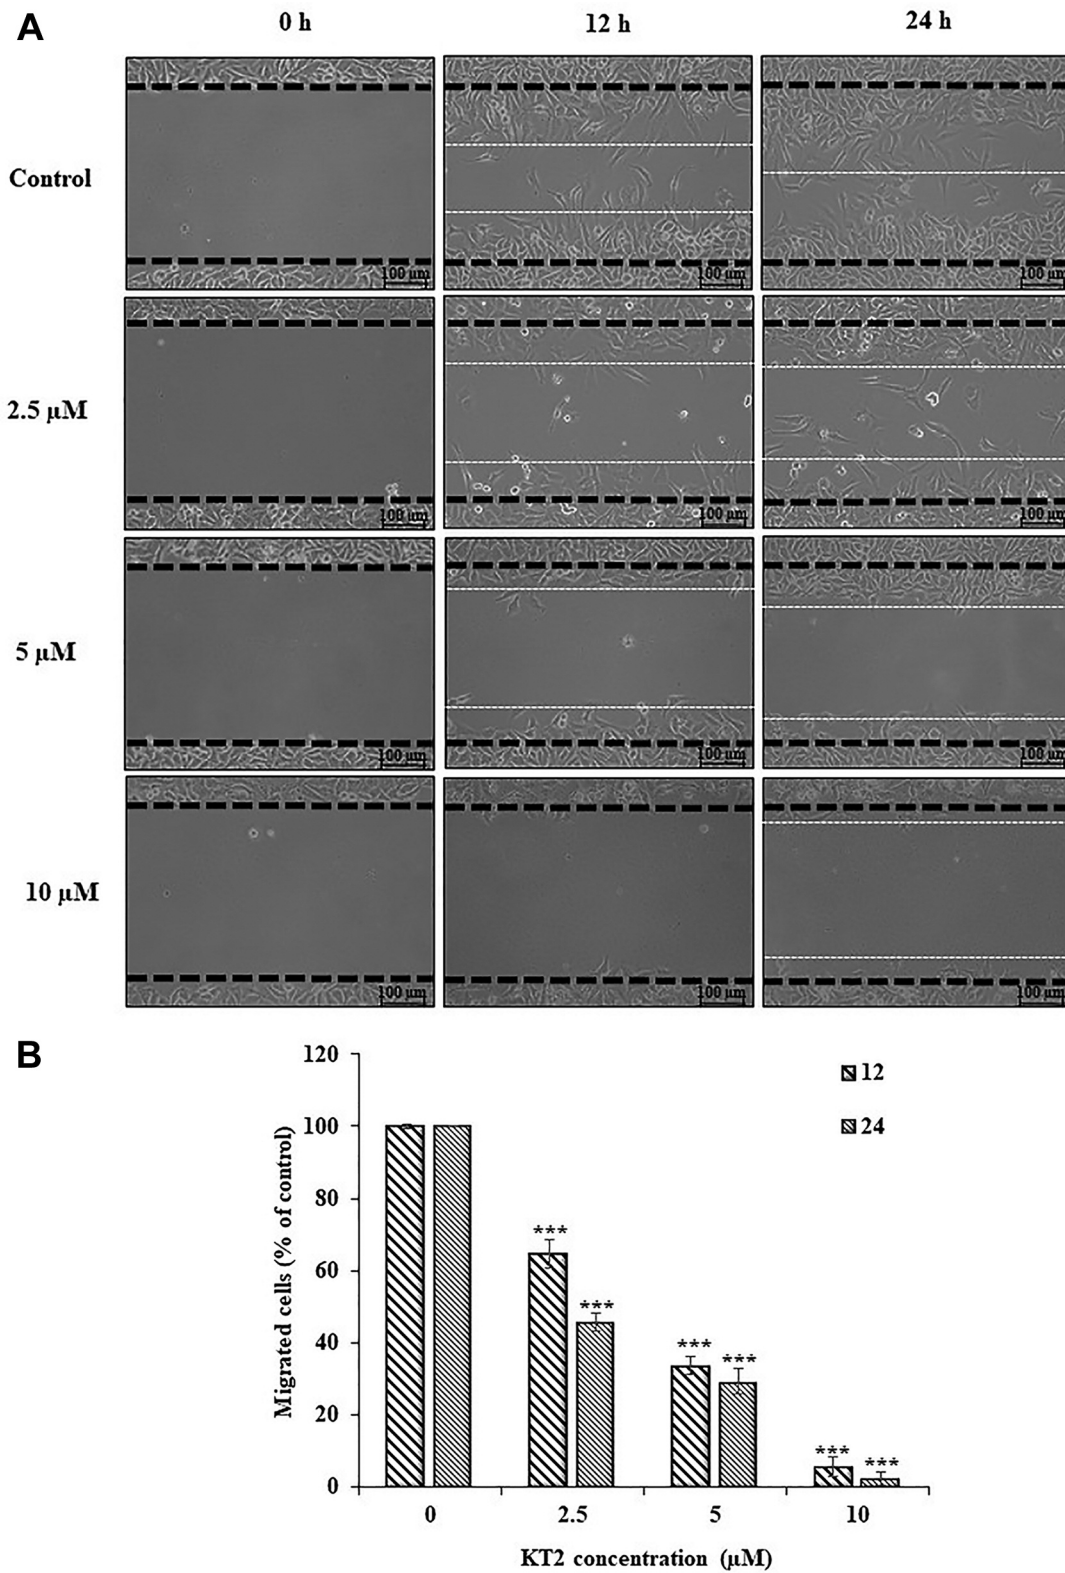 A
0 h
12 h
24 h
Control
100 μm
100 μm
100 μm
2.5 μM
100 μm
100 μm
100 μm
5 μM
100 μm
100 μm
100 μm
10 μM
100 μm
100 μm
100 μm
B
120
100
80
60
40
20
0
Migrated cells (% of control)
12
24
***
***
***
***
***
***
0
2.5
5
10
KT2 concentration (μM)